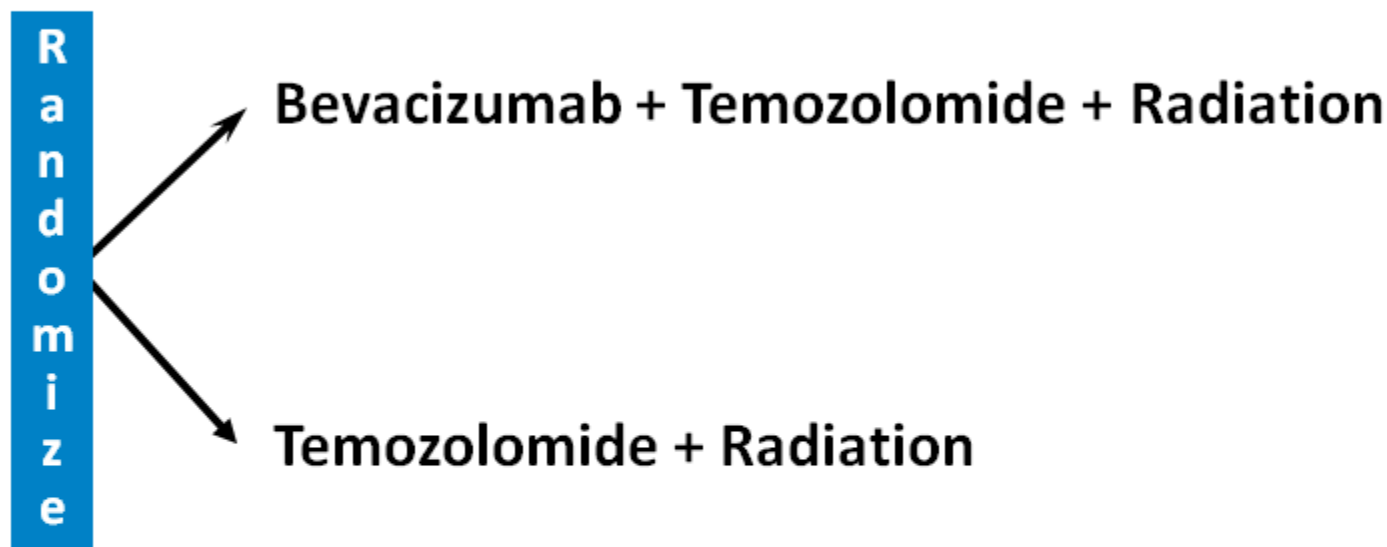 Randomize
Bevacizumab + Temozolomide + Radiation
Temozolomide + Radiation